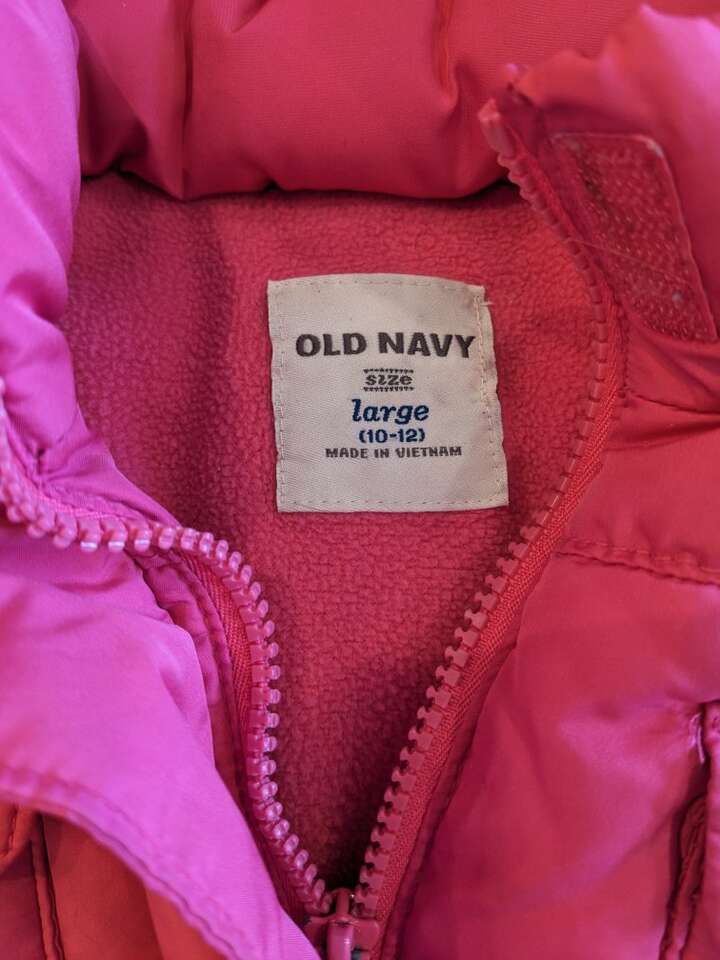 OLD NAVY
size
large
(10-12)
MADE IN VIETNAM